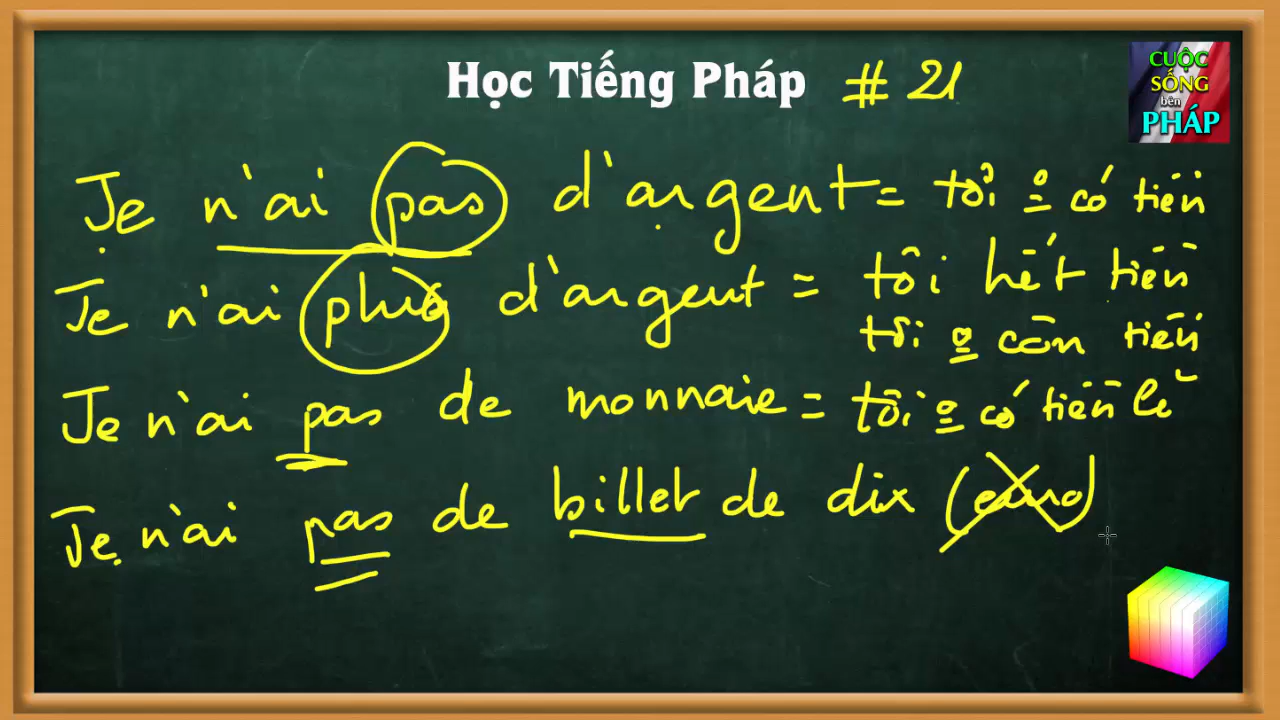 Học Tiếng Pháp # 21
CUỘC
SỐNG
bên
PHÁP
Je n'ai pas d'argent = tôi o có tiền
Je n'ai plus d'argent = tôi hết tiền
tôi o còn tiền
Je n'ai pas de monnaie = tôi o có tiền lẻ
Je n'ai pas de billet de dix (euro)